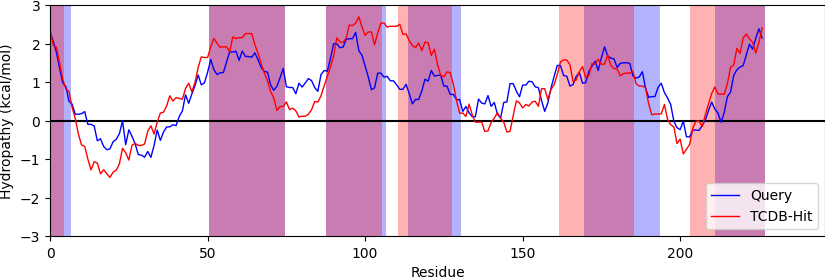 3
2
1
0
−1
−2
−3
Hydropathy (kcal/mol)
0 50 100 150 200
Residue
Query
TCDB-Hit